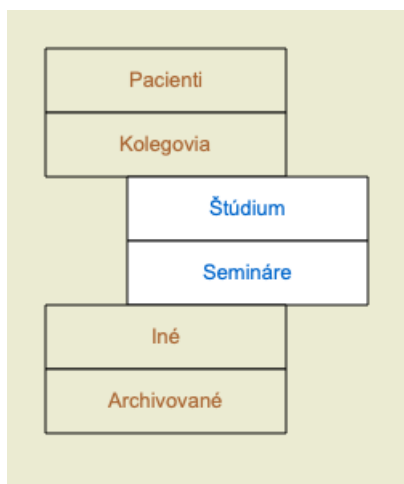 Pacienti
Kolegovia
Štúdium
Semináre
Iné
Archivované